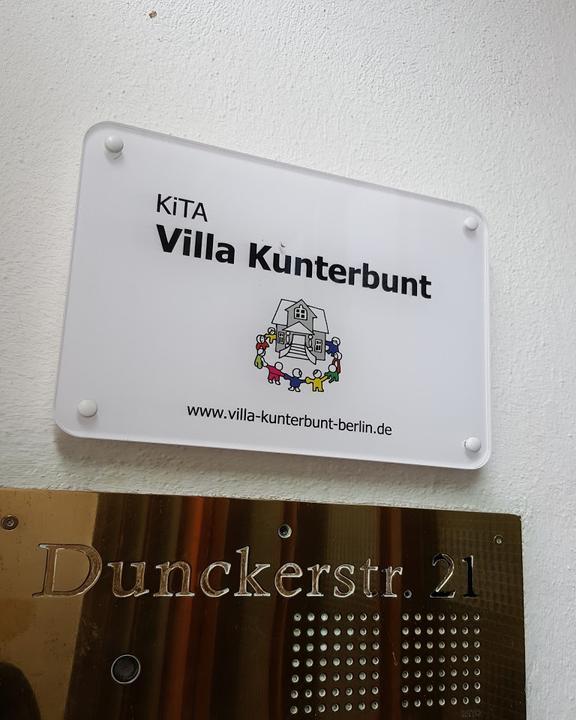 KiTA
Villa Kunterbunt
www.villa-kunterbunt-berlin.de
Dunckerstr. 21